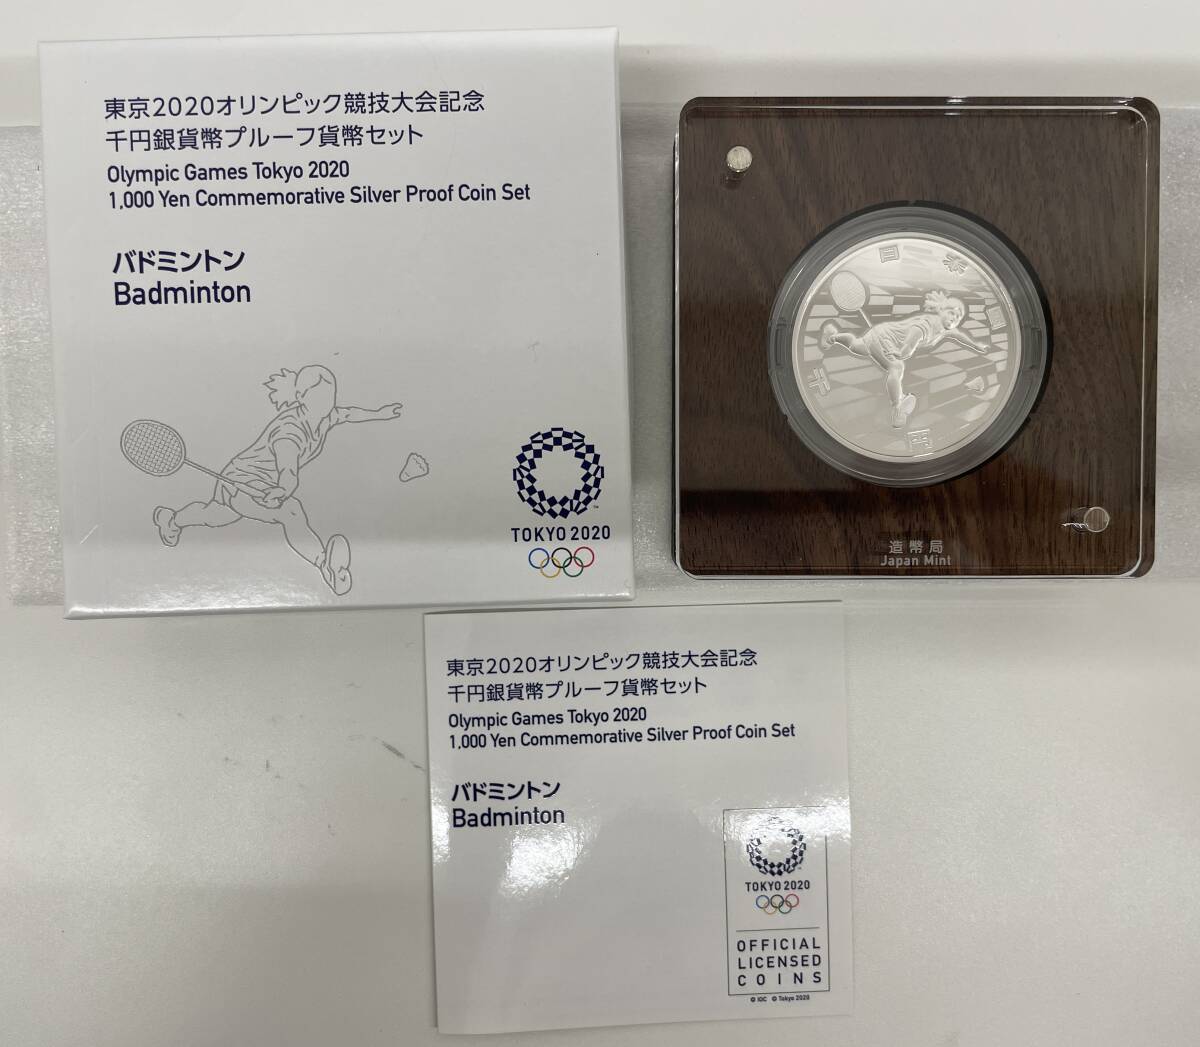 東京2020オリンピック競技大会記念
千円銀貨幣プルーフ貨幣セット
Olympic Games Tokyo 2020
1,000 Yen Commemorative Silver Proof Coin Set
バドミントン
Badminton
TOKYO 2020
日本国
千円
造幣局
Japan Mint
東京2020オリンピック競技大会記念
千円銀貨幣プルーフ貨幣セット
Olympic Games Tokyo 2020
1,000 Yen Commemorative Silver Proof Coin Set
バドミントン
Badminton
TOKYO 2020
OFFICIAL
LICENSED
COINS
© IOC © Tokyo 2020